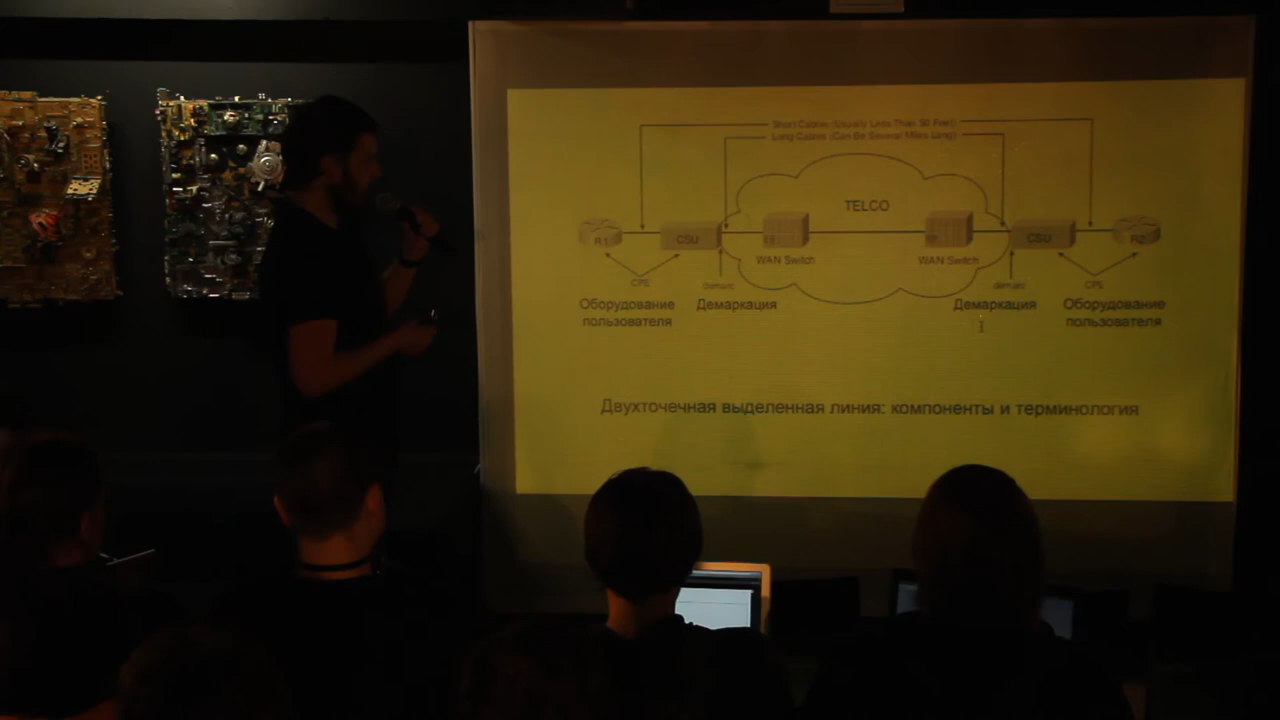 Short Cables (Usually Less Than 50 Feet)
Long Cables (Can Be Several Miles Long)
TELCO
R1
CSU
CSU
R2
WAN Switch
WAN Switch
CPE
demarc
demarc
CPE
Оборудование
пользователя
Демаркация
Демаркация
Оборудование
пользователя
Двухточечная выделенная линия: компоненты и терминология